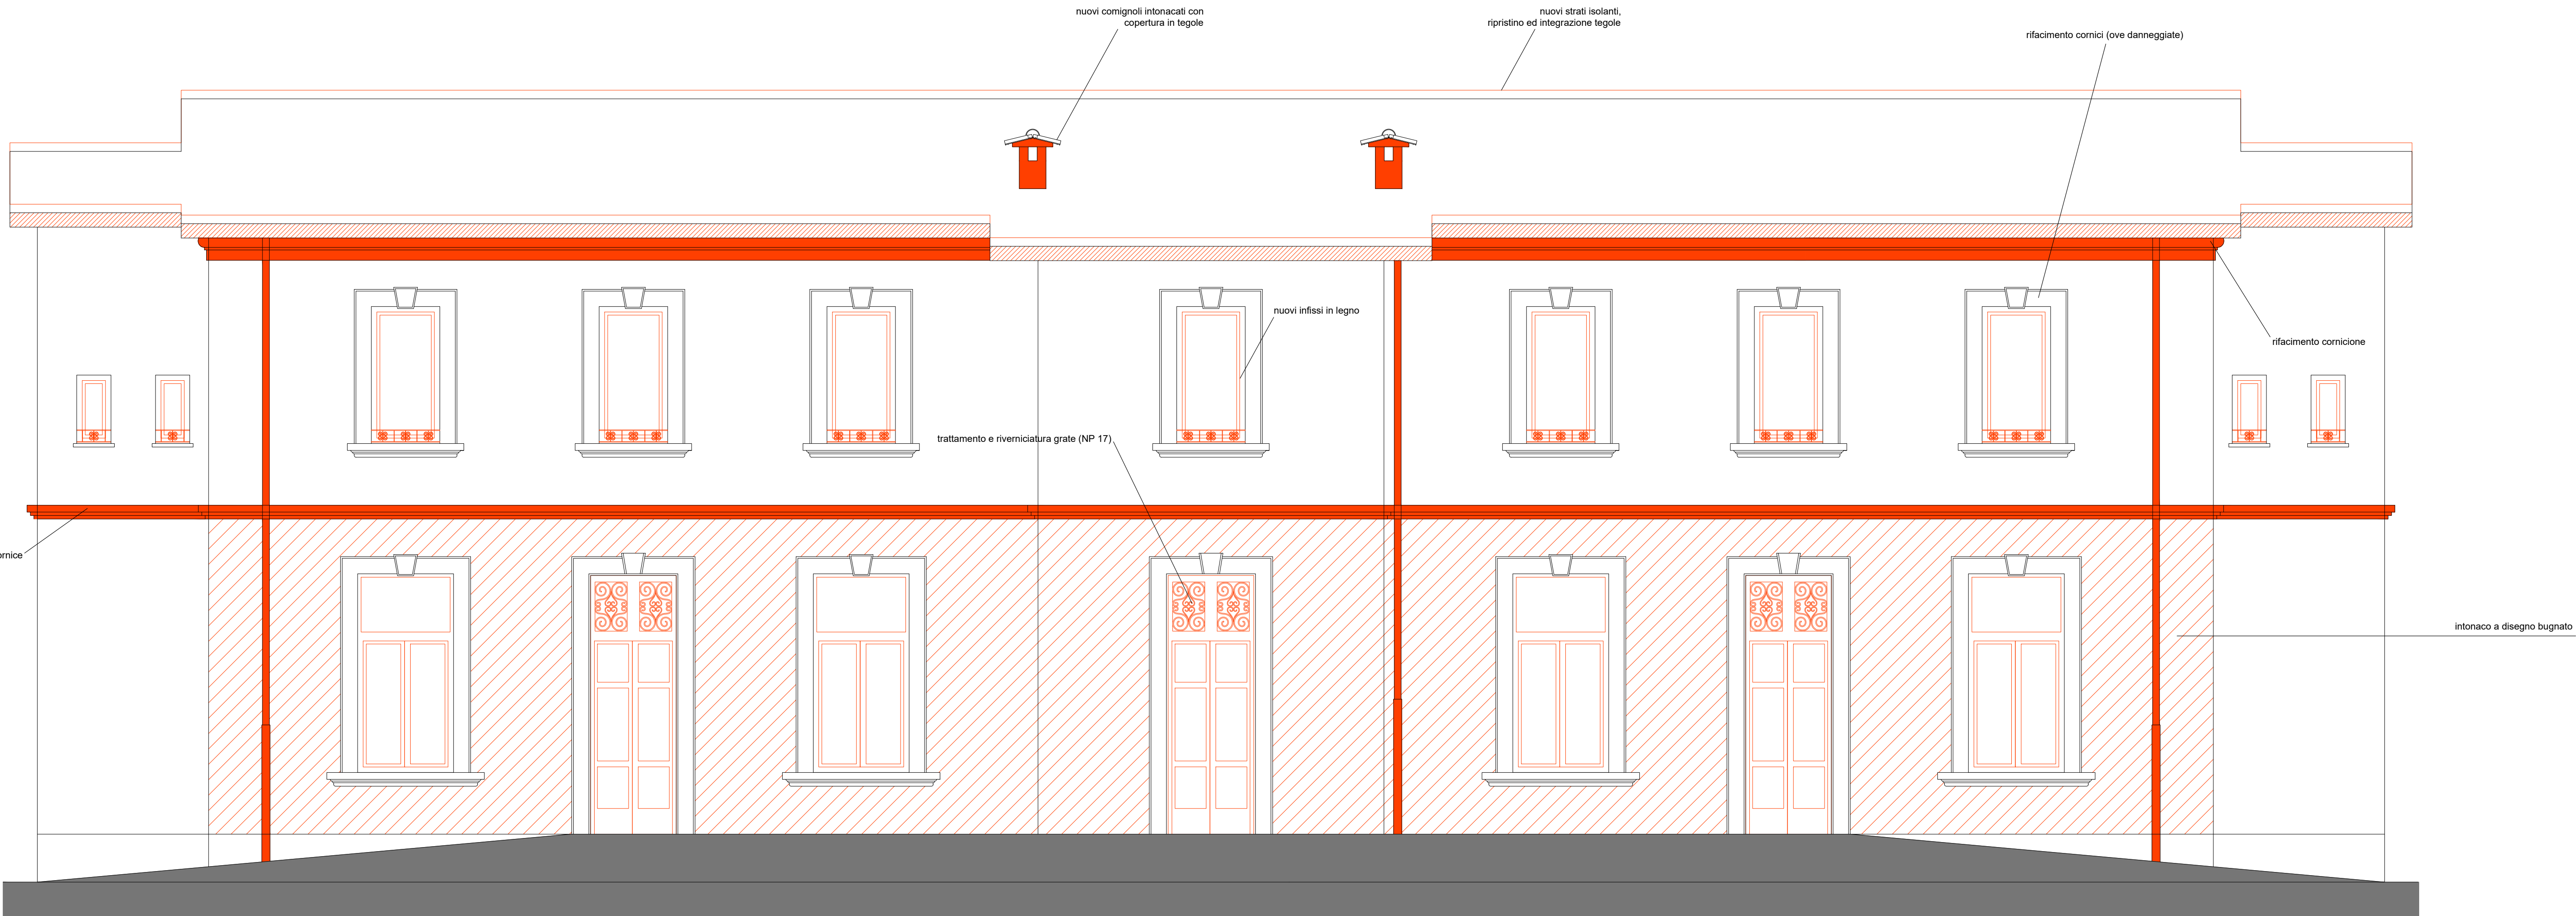 nuovi comignoli intonacati con
copertura in tegole
nuovi strati isolanti,
ripristino ed integrazione tegole
rifacimento cornici (ove danneggiate)
nuovi infissi in legno
rifacimento cornicione
trattamento e riverniciatura grate (NP 17)
intonaco a disegno bugnato